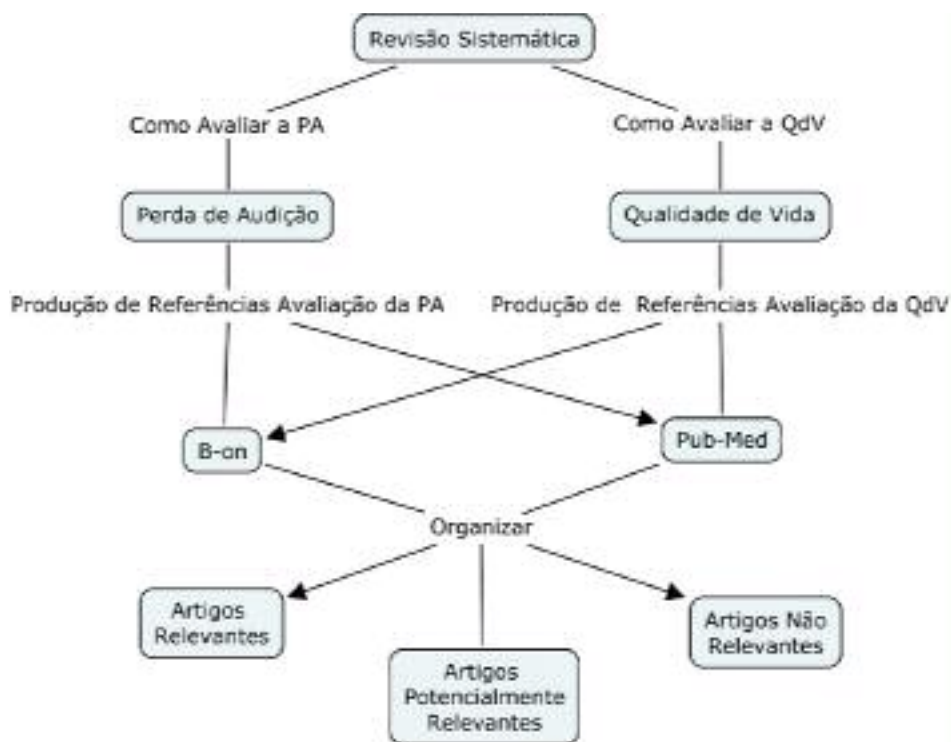 Revisão Sistemática
Como Avaliar a PA
Como Avaliar a QdV
Perda de Audição
Qualidade de Vida
Produção de Referências Avaliação da PA
Produção de Referências Avaliação da QdV
B-on
Pub-Med
Organizar
Artigos
Relevantes
Artigos
Potencialmente
Relevantes
Artigos Não
Relevantes